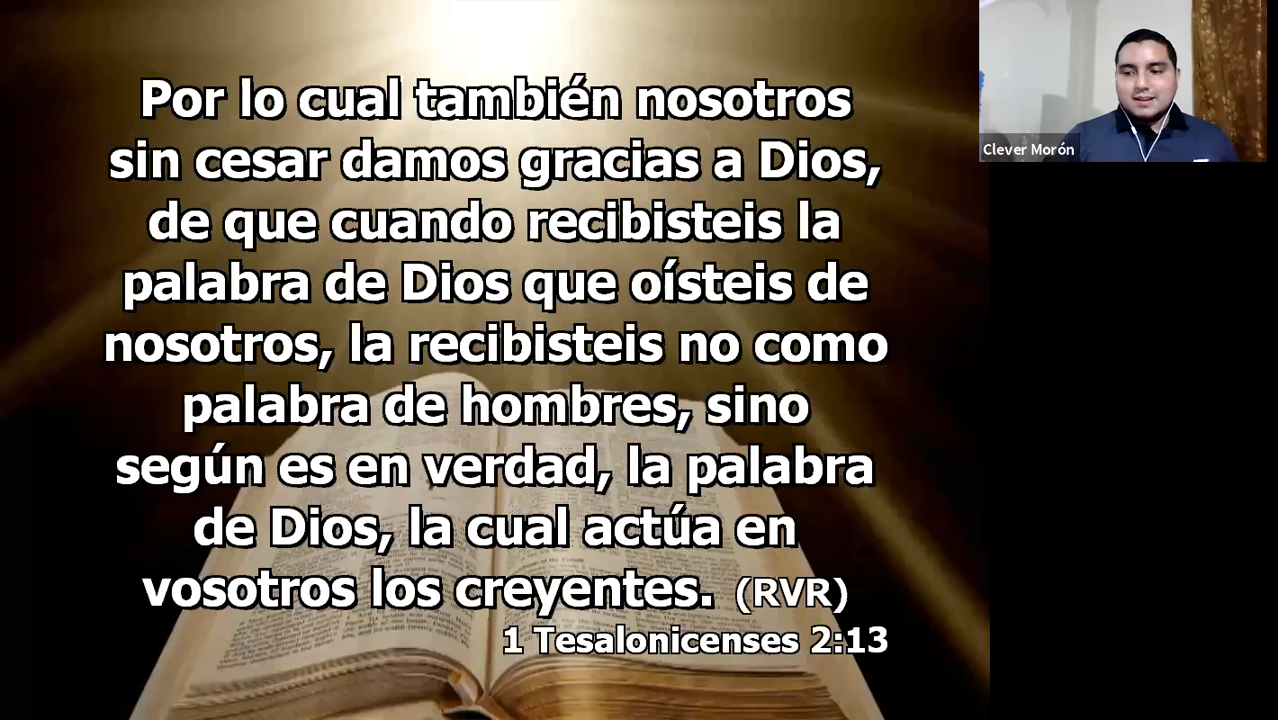 Por lo cual también nosotros
sin cesar damos gracias a Dios,
de que cuando recibisteis la
palabra de Dios que oísteis de
nosotros, la recibisteis no como
palabra de hombres, sino
según es en verdad, la palabra
de Dios, la cual actúa en
vosotros los creyentes. (RVR)
1 Tesalonicenses 2:13
Clever Morón